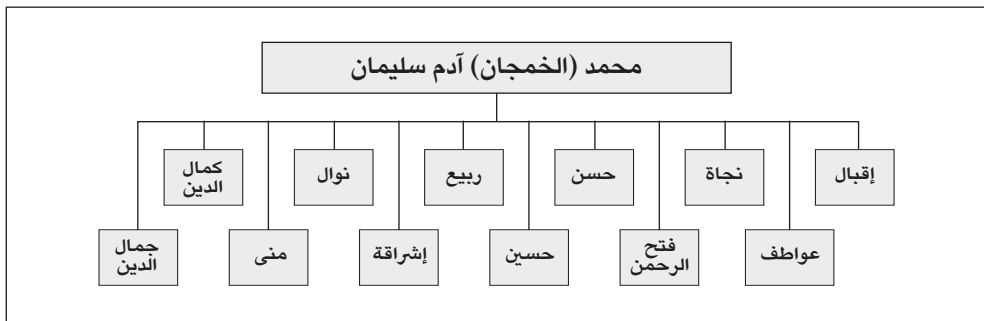 محمد (الخمجان) آدم سليمان
إقبال
نجاة
حسن
ربيع
نوال
كمال
الدين
عواطف
فتح
الرحمن
حسين
إشراقة
منى
جمال
الدين